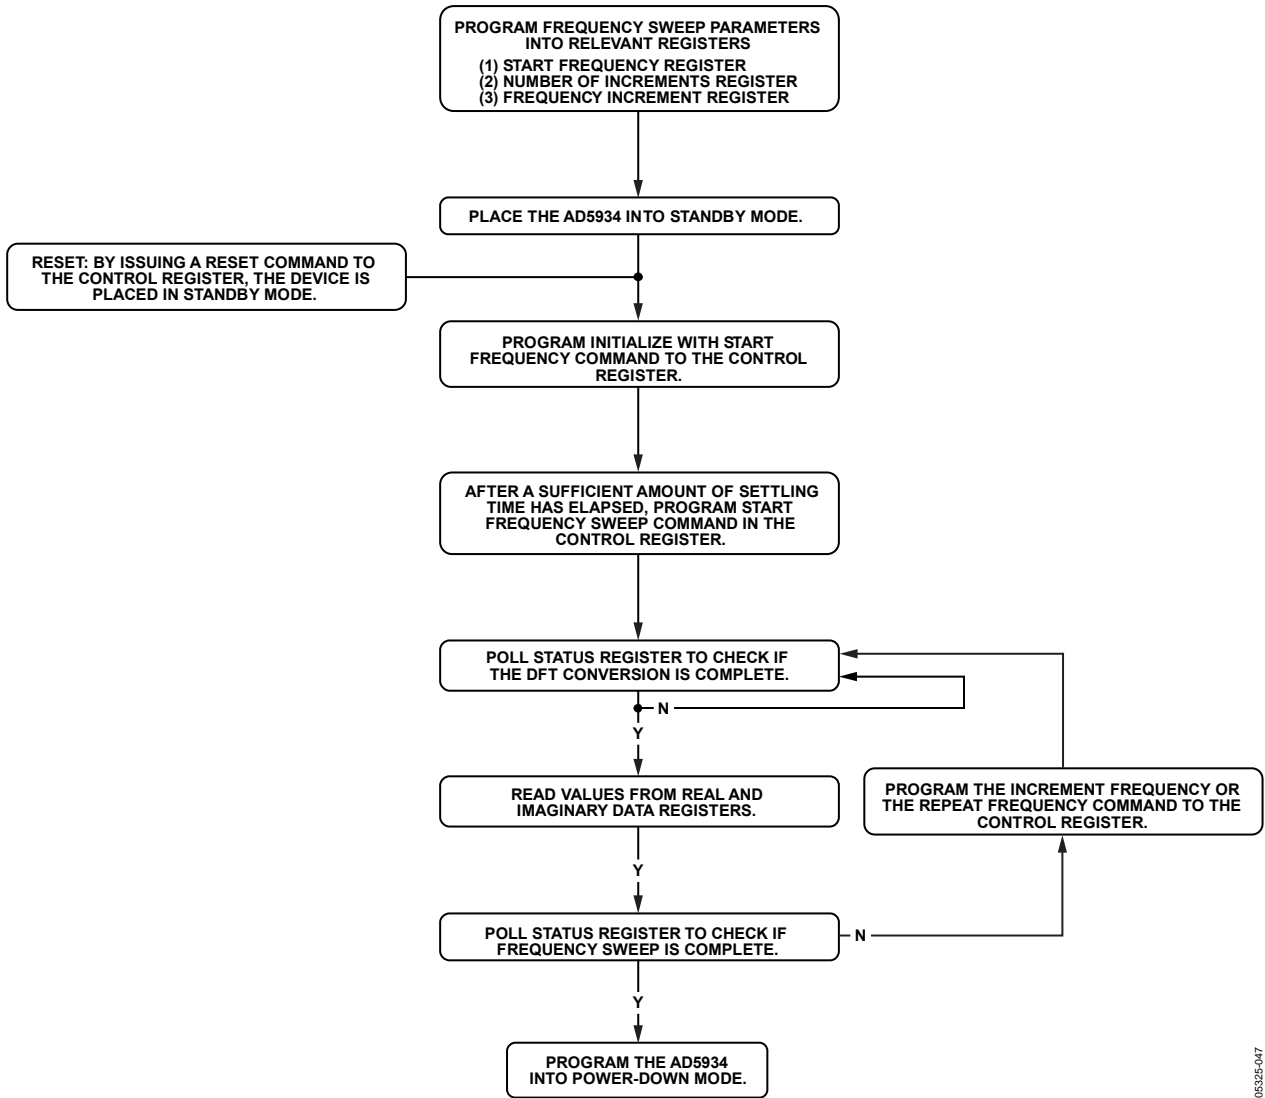 PROGRAM FREQUENCY SWEEP PARAMETERS
INTO RELEVANT REGISTERS
(1) START FREQUENCY REGISTER
(2) NUMBER OF INCREMENTS REGISTER
(3) FREQUENCY INCREMENT REGISTER
PLACE THE AD5934 INTO STANDBY MODE.
RESET: BY ISSUING A RESET COMMAND TO
THE CONTROL REGISTER, THE DEVICE IS
PLACED IN STANDBY MODE.
PROGRAM INITIALIZE WITH START
FREQUENCY COMMAND TO THE CONTROL
REGISTER.
AFTER A SUFFICIENT AMOUNT OF SETTLING
TIME HAS ELAPSED, PROGRAM START
FREQUENCY SWEEP COMMAND IN THE
CONTROL REGISTER.
POLL STATUS REGISTER TO CHECK IF
THE DFT CONVERSION IS COMPLETE.
N
Y
READ VALUES FROM REAL AND
IMAGINARY DATA REGISTERS.
PROGRAM THE INCREMENT FREQUENCY OR
THE REPEAT FREQUENCY COMMAND TO THE
CONTROL REGISTER.
Y
POLL STATUS REGISTER TO CHECK IF
FREQUENCY SWEEP IS COMPLETE.
N
Y
PROGRAM THE AD5934
INTO POWER-DOWN MODE.
05325-047